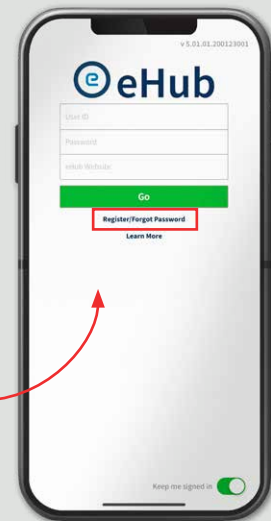 v 5.01.01.200123001
e eHub
User ID
Password
eHub Website
Go
Register/Forgot Password
Learn More
Keep me signed in